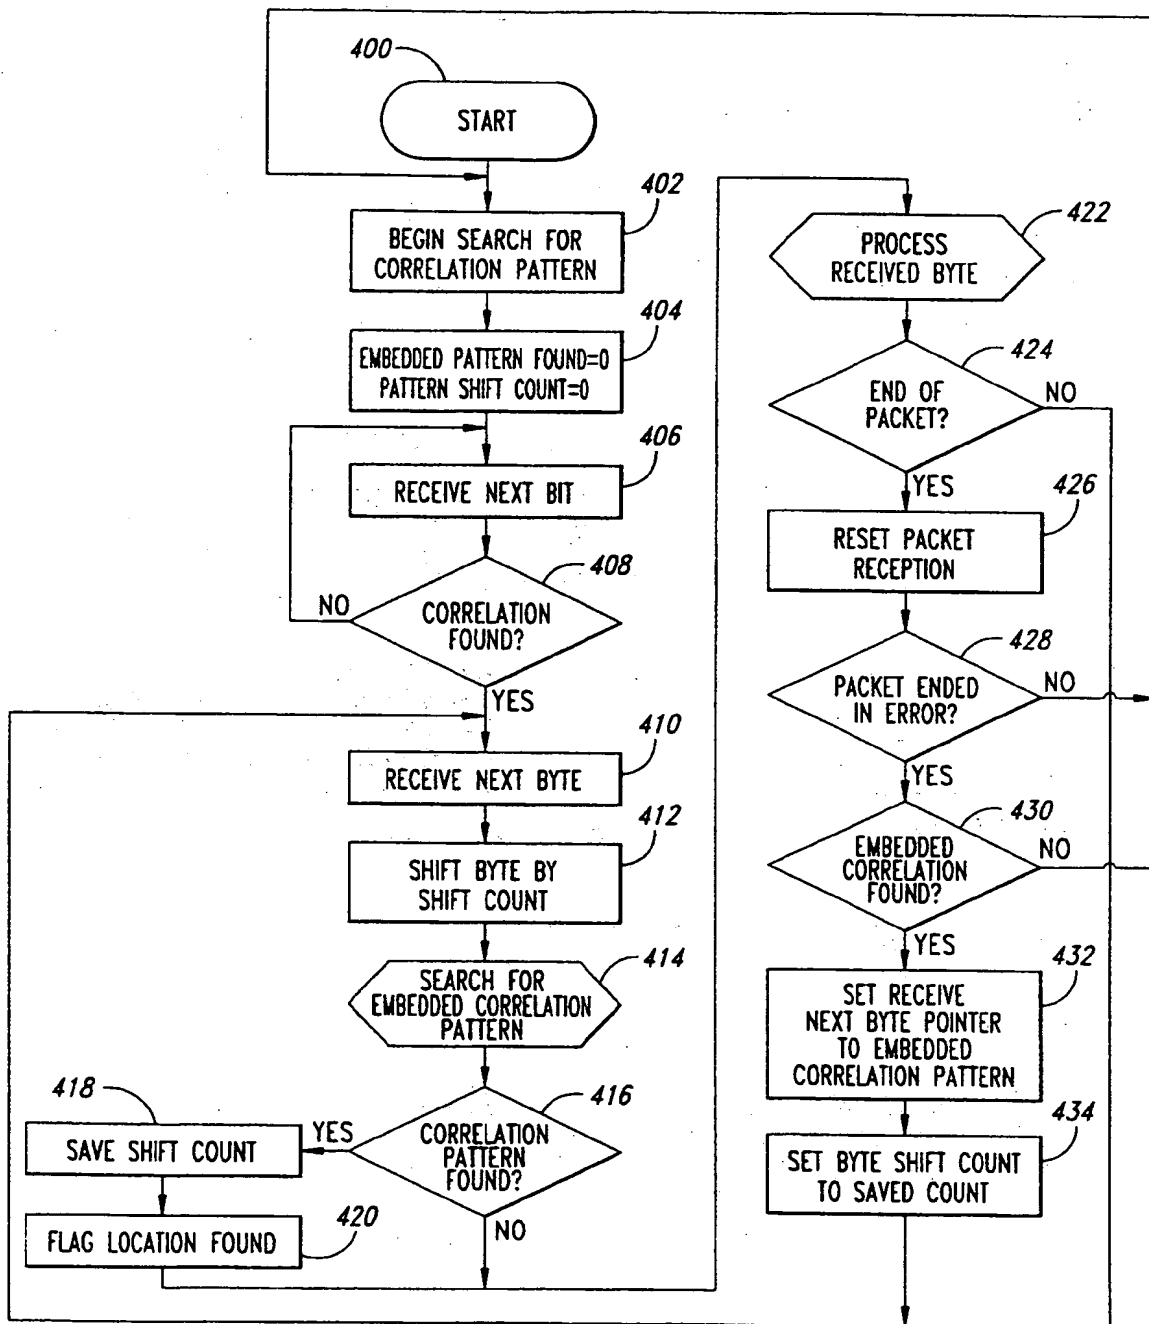 400
START
402
BEGIN SEARCH FOR
CORRELATION PATTERN
404
EMBEDDED PATTERN FOUND=0
PATTERN SHIFT COUNT=0
406
RECEIVE NEXT BIT
408
CORRELATION
FOUND?
NO
YES
410
RECEIVE NEXT BYTE
412
SHIFT BYTE BY
SHIFT COUNT
414
SEARCH FOR
EMBEDDED CORRELATION
PATTERN
416
CORRELATION
PATTERN
FOUND?
YES
NO
418
SAVE SHIFT COUNT
420
FLAG LOCATION FOUND
422
PROCESS
RECEIVED BYTE
424
END OF
PACKET?
NO
YES
426
RESET PACKET
RECEPTION
428
PACKET ENDED
IN ERROR?
NO
YES
430
EMBEDDED
CORRELATION
FOUND?
NO
YES
432
SET RECEIVE
NEXT BYTE POINTER
TO EMBEDDED
CORRELATION PATTERN
434
SET BYTE SHIFT COUNT
TO SAVED COUNT